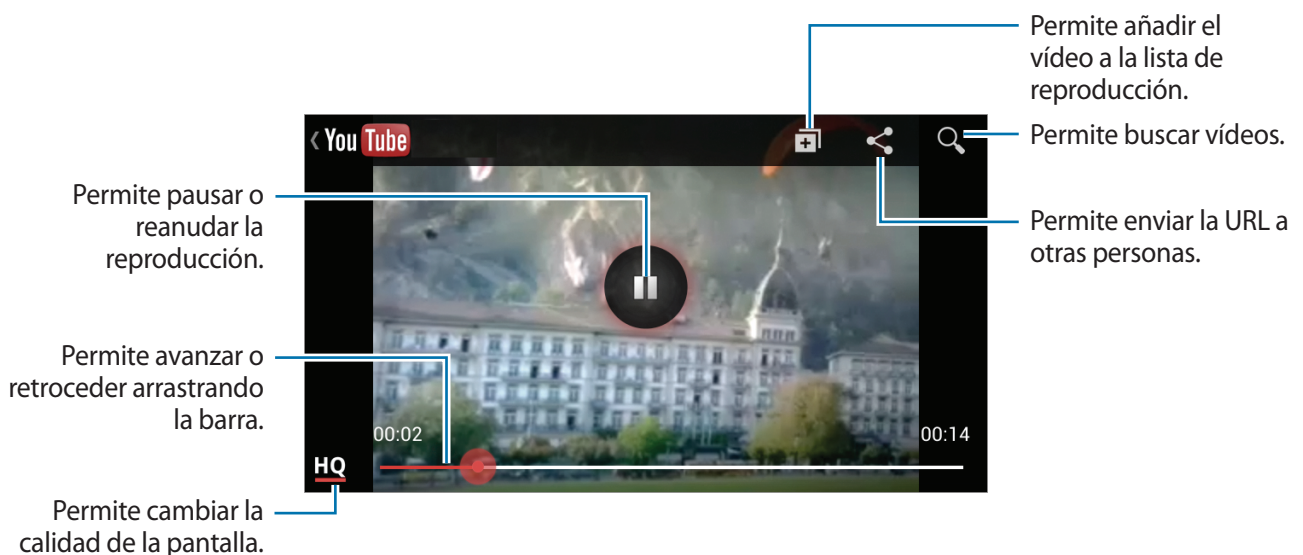 Permite añadir el
vídeo a la lista de
reproducción.
You Tube
Permite buscar vídeos.
Permite pausar o
reanudar la
reproducción.
Permite enviar la URL a
otras personas.
Permite avanzar o
retroceder arrastrando
la barra.
00:02
00:14
HQ
Permite cambiar la
calidad de la pantalla.